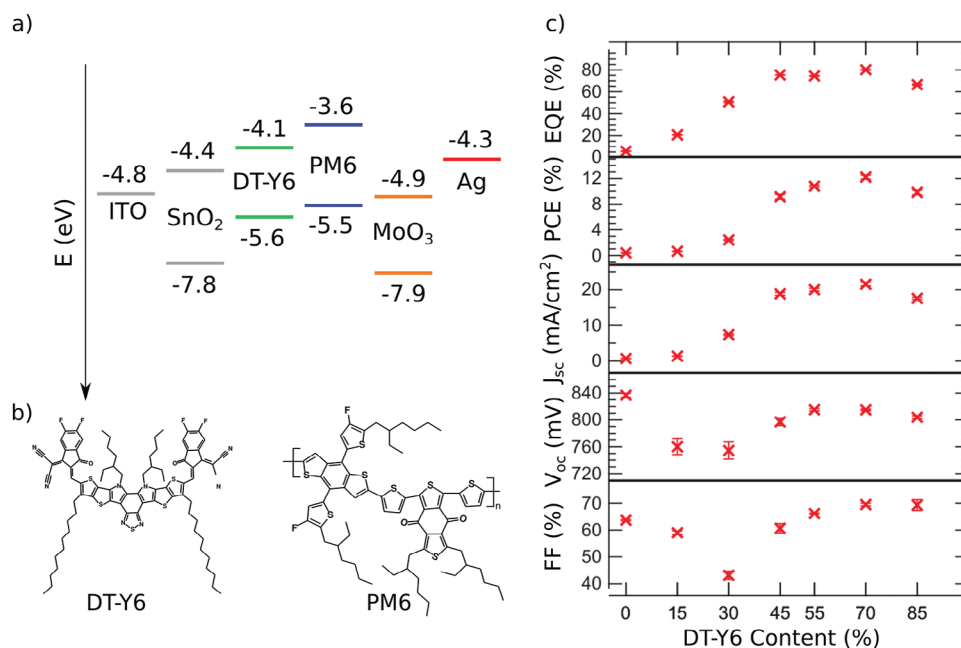 a)
E (eV)
-4.8
ITO
-4.4
SnO₂
-7.8
-4.1
DT-Y6
-5.6
-3.6
PM6
-5.5
-4.9
MoO₃
-7.9
-4.3
Ag
b)
F F F F
NC CN O O CN N
N N
S S S S
N N
S
DT-Y6
F
S
S
S S S
n
S
F
S
O O
S
PM6
c)
EQE (%)
80
60
40
20
0
PCE (%)
12
8
4
0
Jsc (mA/cm²)
20
10
0
Voc (mV)
840
800
760
720
FF (%)
70
60
50
40
0 15 30 45 55 70 85
DT-Y6 Content (%)